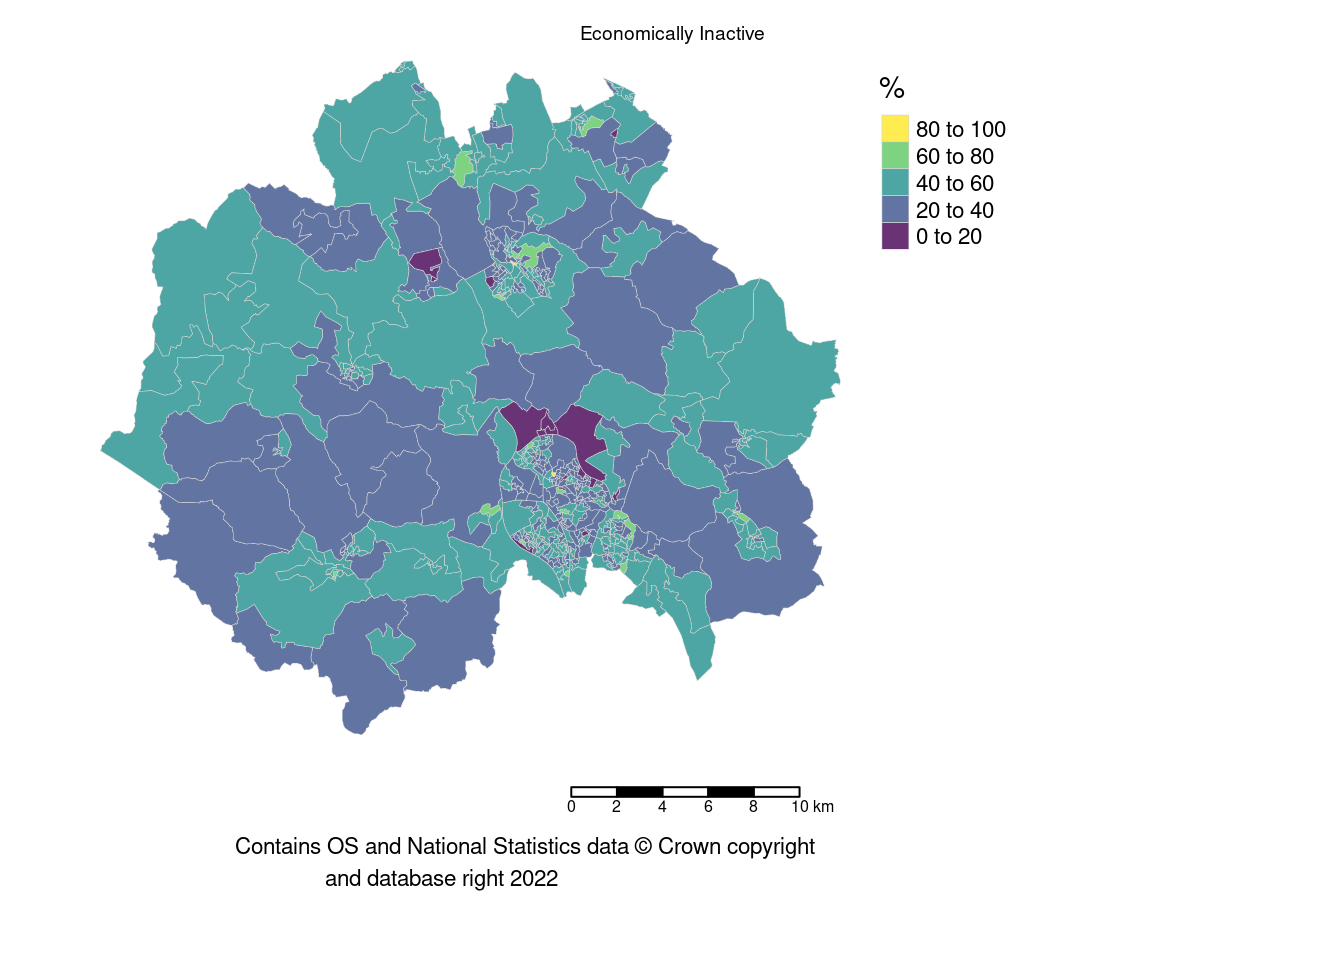 Economically Inactive
%
80 to 100
60 to 80
40 to 60
20 to 40
0 to 20
0 2 4 6 8 10 km
Contains OS and National Statistics data © Crown copyright
and database right 2022